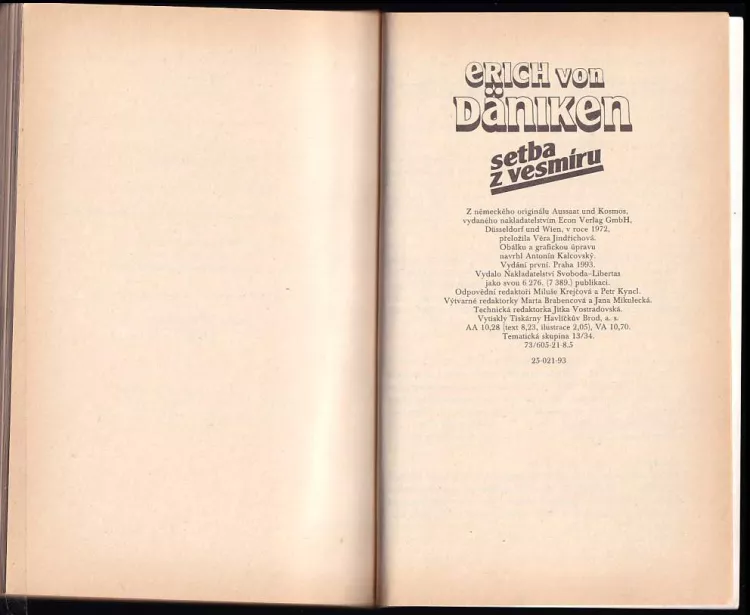 ERICH von
DÄNIKEN
setba
z vesmíru
Z německého originálu Aussaat und Kosmos,
vydaného nakladatelstvím Econ Verlag GmbH,
Düsseldorf und Wien, v roce 1972,
přeložila Věra Jindřichová.
Obálku a grafickou úpravu
navrhl Antonín Kalcovský.
Vydání první. Praha 1993.
Vydalo Nakladatelství Svoboda–Libertas
jako svou 6 276. (7 389.) publikaci.
Odpovědní redaktoři Miluše Krejčová a Petr Kyncl.
Výtvarné redaktorky Marta Brabencová a Jana Mikulecká.
Technická redaktorka Jitka Vostradovská.
Vytiskly Tiskárny Havlíčkův Brod, a. s.
AA 10,28 (text 8,23, ilustrace 2,05), VA 10,70.
Tematická skupina 13/34.
73/605-21-8.5
25-021-93